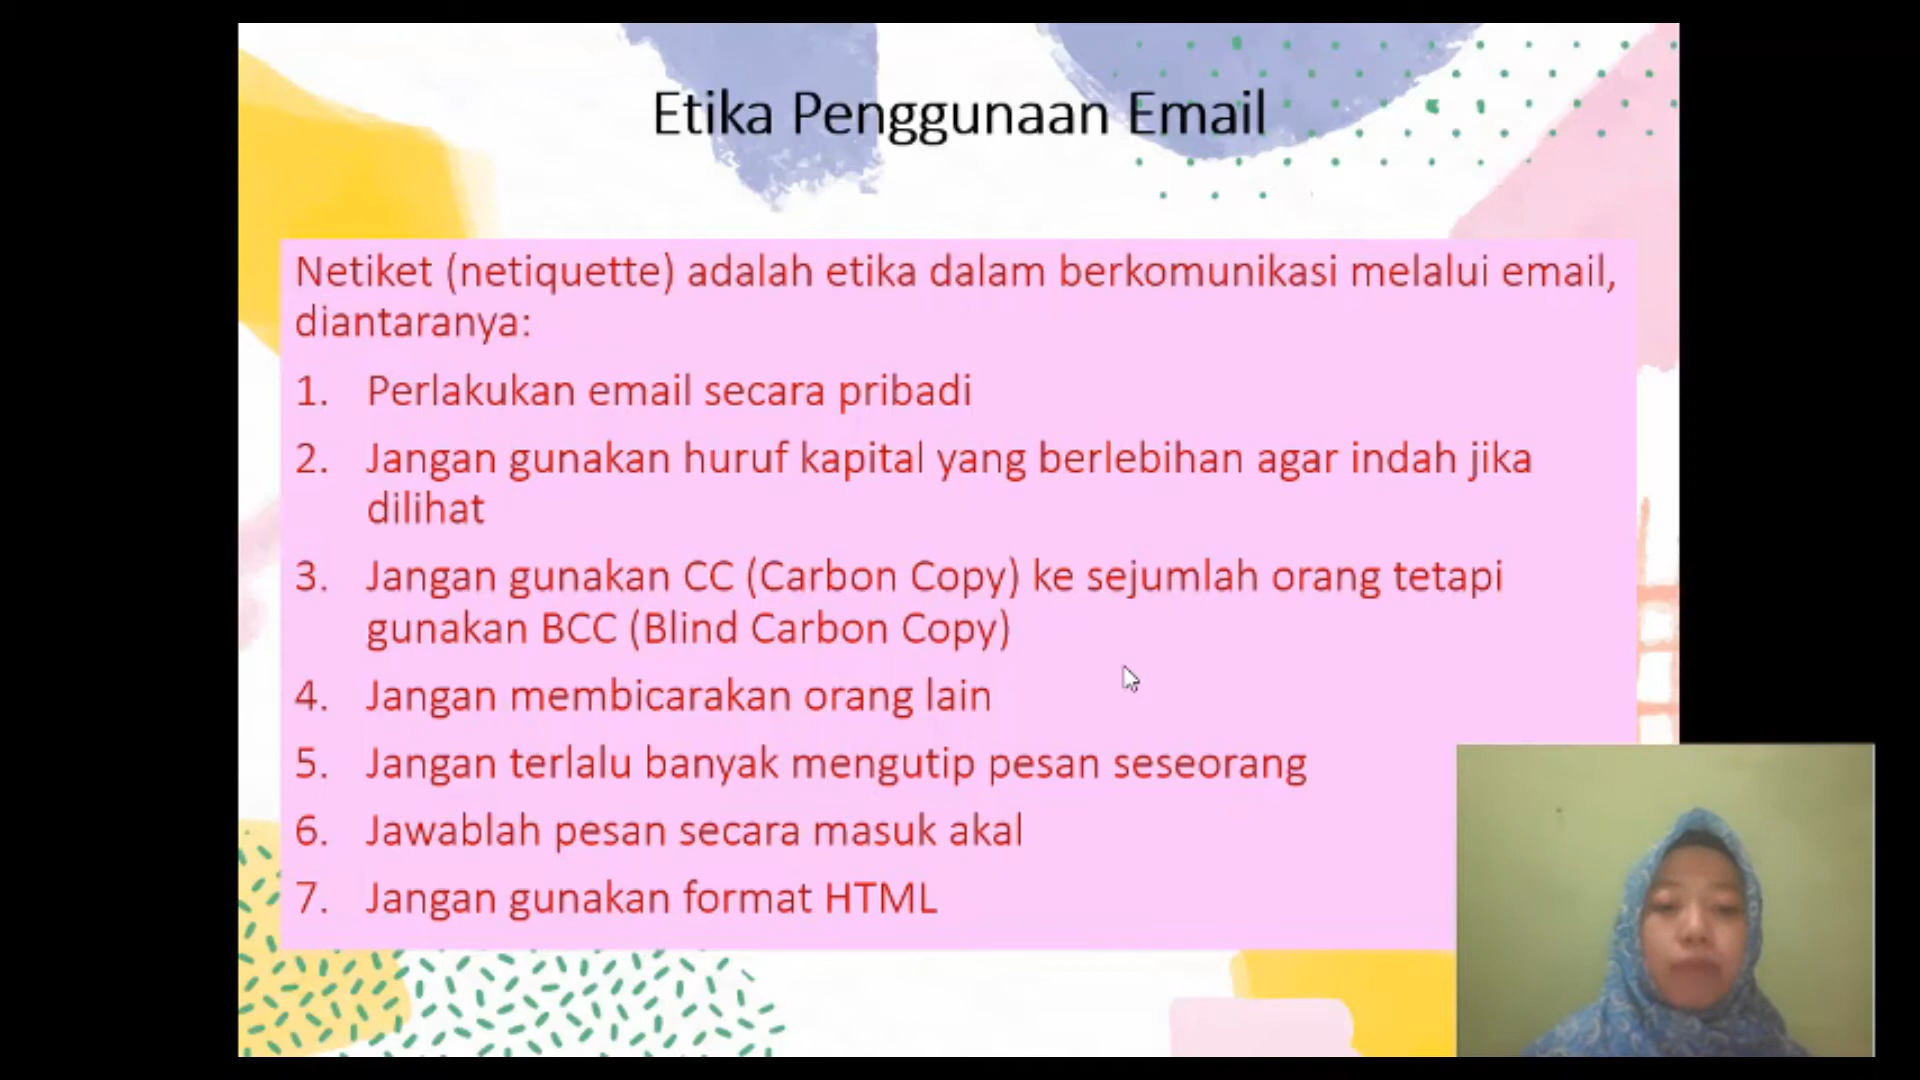 Etika Penggunaan Email
Netiket (netiquette) adalah etika dalam berkomunikasi melalui email,
diantaranya:
1. Perlakukan email secara pribadi
2. Jangan gunakan huruf kapital yang berlebihan agar indah jika
dilihat
3. Jangan gunakan CC (Carbon Copy) ke sejumlah orang tetapi
gunakan BCC (Blind Carbon Copy)
4. Jangan membicarakan orang lain
5. Jangan terlalu banyak mengutip pesan seseorang
6. Jawablah pesan secara masuk akal
7. Jangan gunakan format HTML